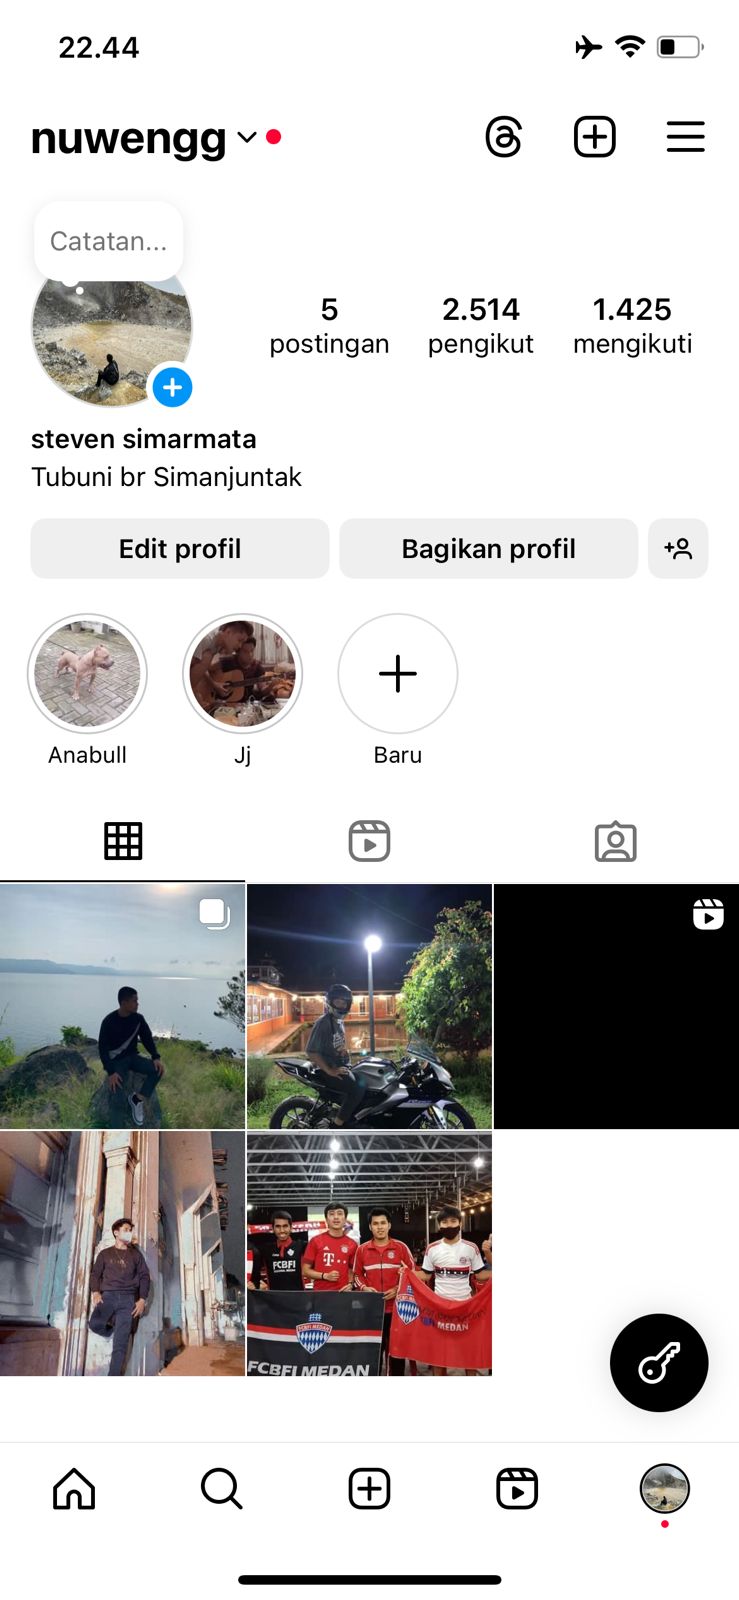 22.44
nuwengg
Catatan...
5 2.514 1.425
postingan pengikut mengikuti
steven simarmata
Tubuni br Simanjuntak
Edit profil Bagikan profil
Anabull Jj Baru
FCBFI
T
FCBFI MEDAN
MEDAN